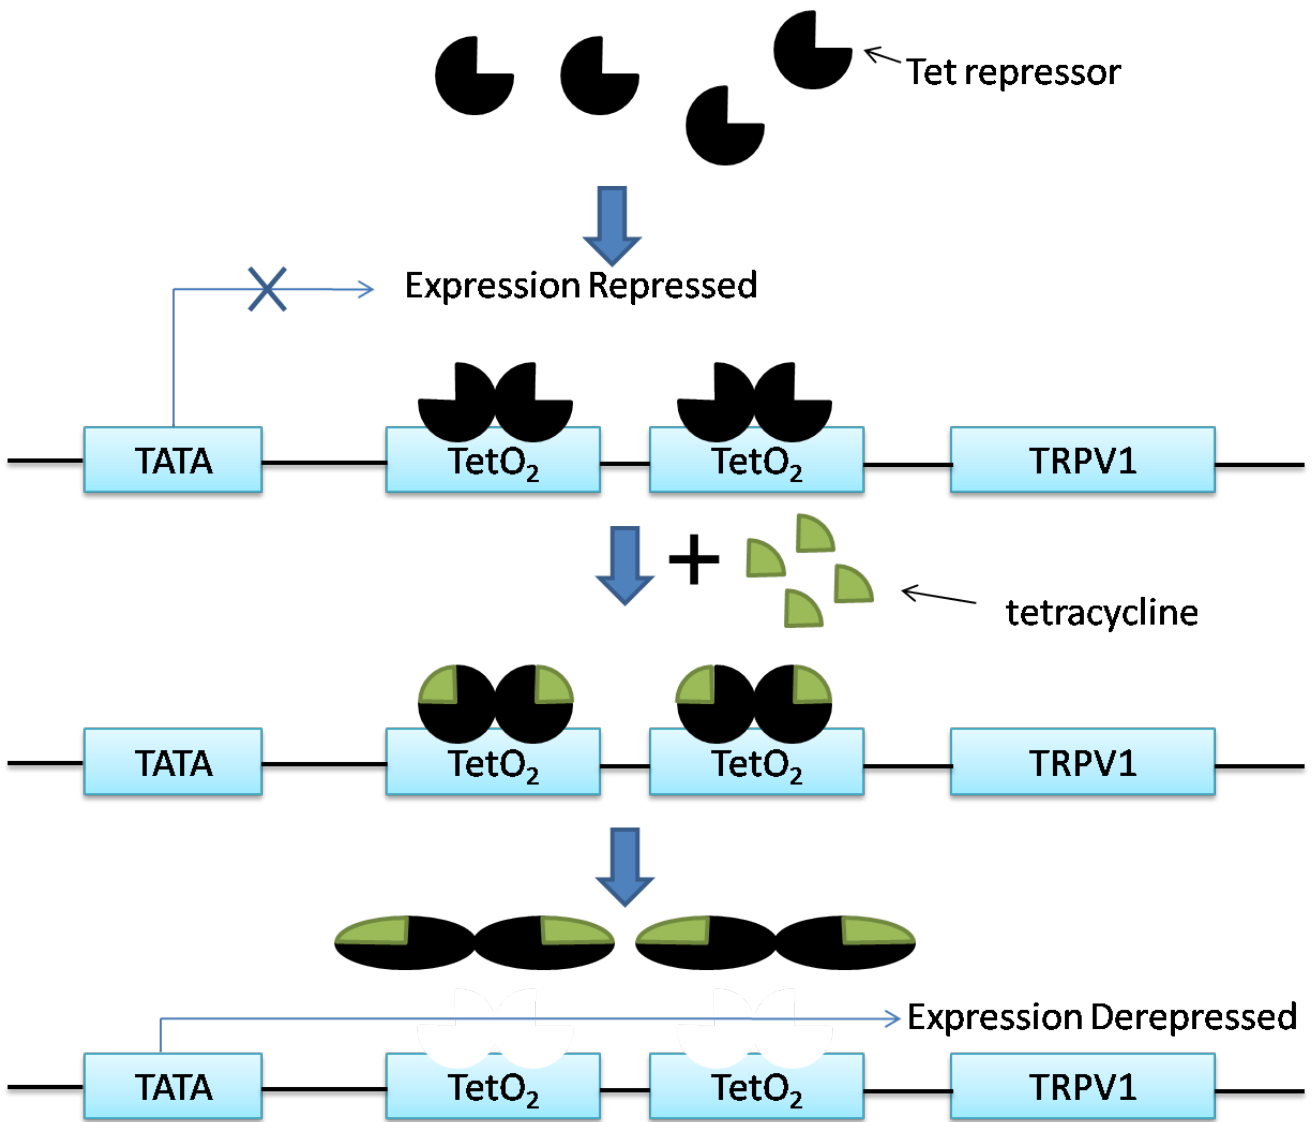 Tet repressor
Expression Repressed
TATA TetO₂ TetO₂ TRPV1
+
tetracycline
TATA TetO₂ TetO₂ TRPV1
Expression Derepressed
TATA TetO₂ TetO₂ TRPV1